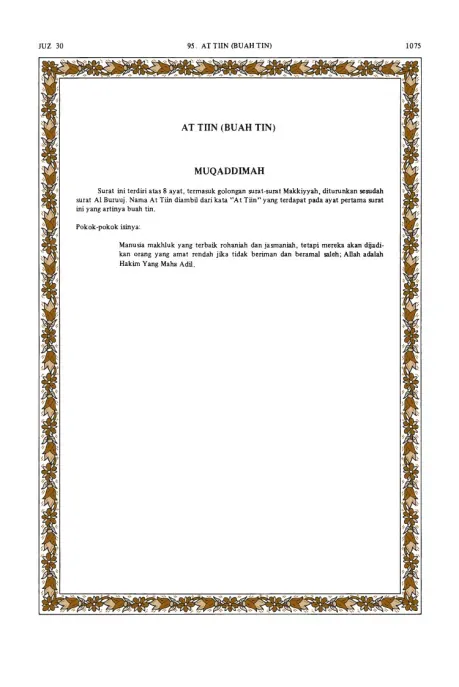 JUZ 30 95. AT TIIN (BUAH TIN) 1075
AT TIIN (BUAH TIN)
MUQADDIMAH
Surat ini terdiri atas 8 ayat, termasuk golongan surat-surat Makkiyyah, diturunkan sesudah
surat Al Buruuj. Nama At Tiin diambil dari kata "At Tiin" yang terdapat pada ayat pertama surat
ini yang artinya buah tin.
Pokok-pokok isinya:
Manusia makhluk yang terbaik rohaniah dan jasmaniah, tetapi mereka akan dijadi-
kan orang yang amat rendah jika tidak beriman dan beramal saleh; Allah adalah
Hakim Yang Maha Adil.